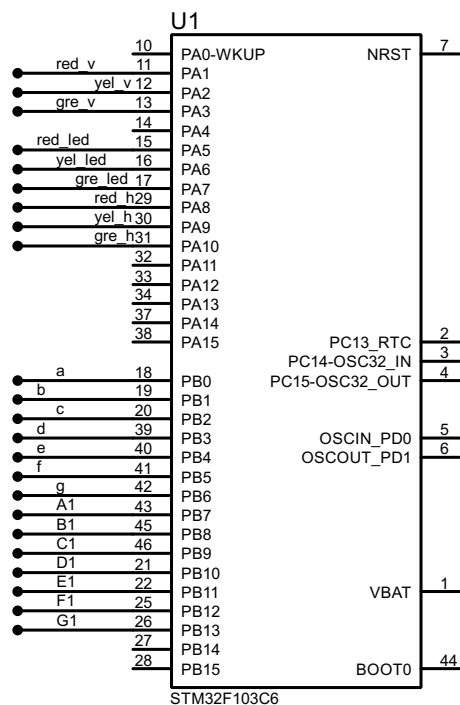 U1
10 PA0-WKUP NRST 7
red_v 11 PA1
yel_v 12 PA2
gre_v 13 PA3
14 PA4
red_led 15 PA5
yel_led 16 PA6
gre_led 17 PA7
red_h 29 PA8
yel_h 30 PA9
gre_h 31 PA10
32 PA11
33 PA12
34 PA13
37 PA14
38 PA15 PC13_RTC 2
PC14-OSC32_IN 3
a 18 PB0 PC15-OSC32_OUT 4
b 19 PB1
c 20 PB2
d 39 PB3 OSCIN_PD0 5
e 40 PB4 OSCOUT_PD1 6
f 41 PB5
g 42 PB6
A1 43 PB7
B1 45 PB8
C1 46 PB9
D1 21 PB10
E1 22 PB11 VBAT 1
F1 25 PB12
G1 26 PB13
27 PB14
28 PB15 BOOT0 44
STM32F103C6